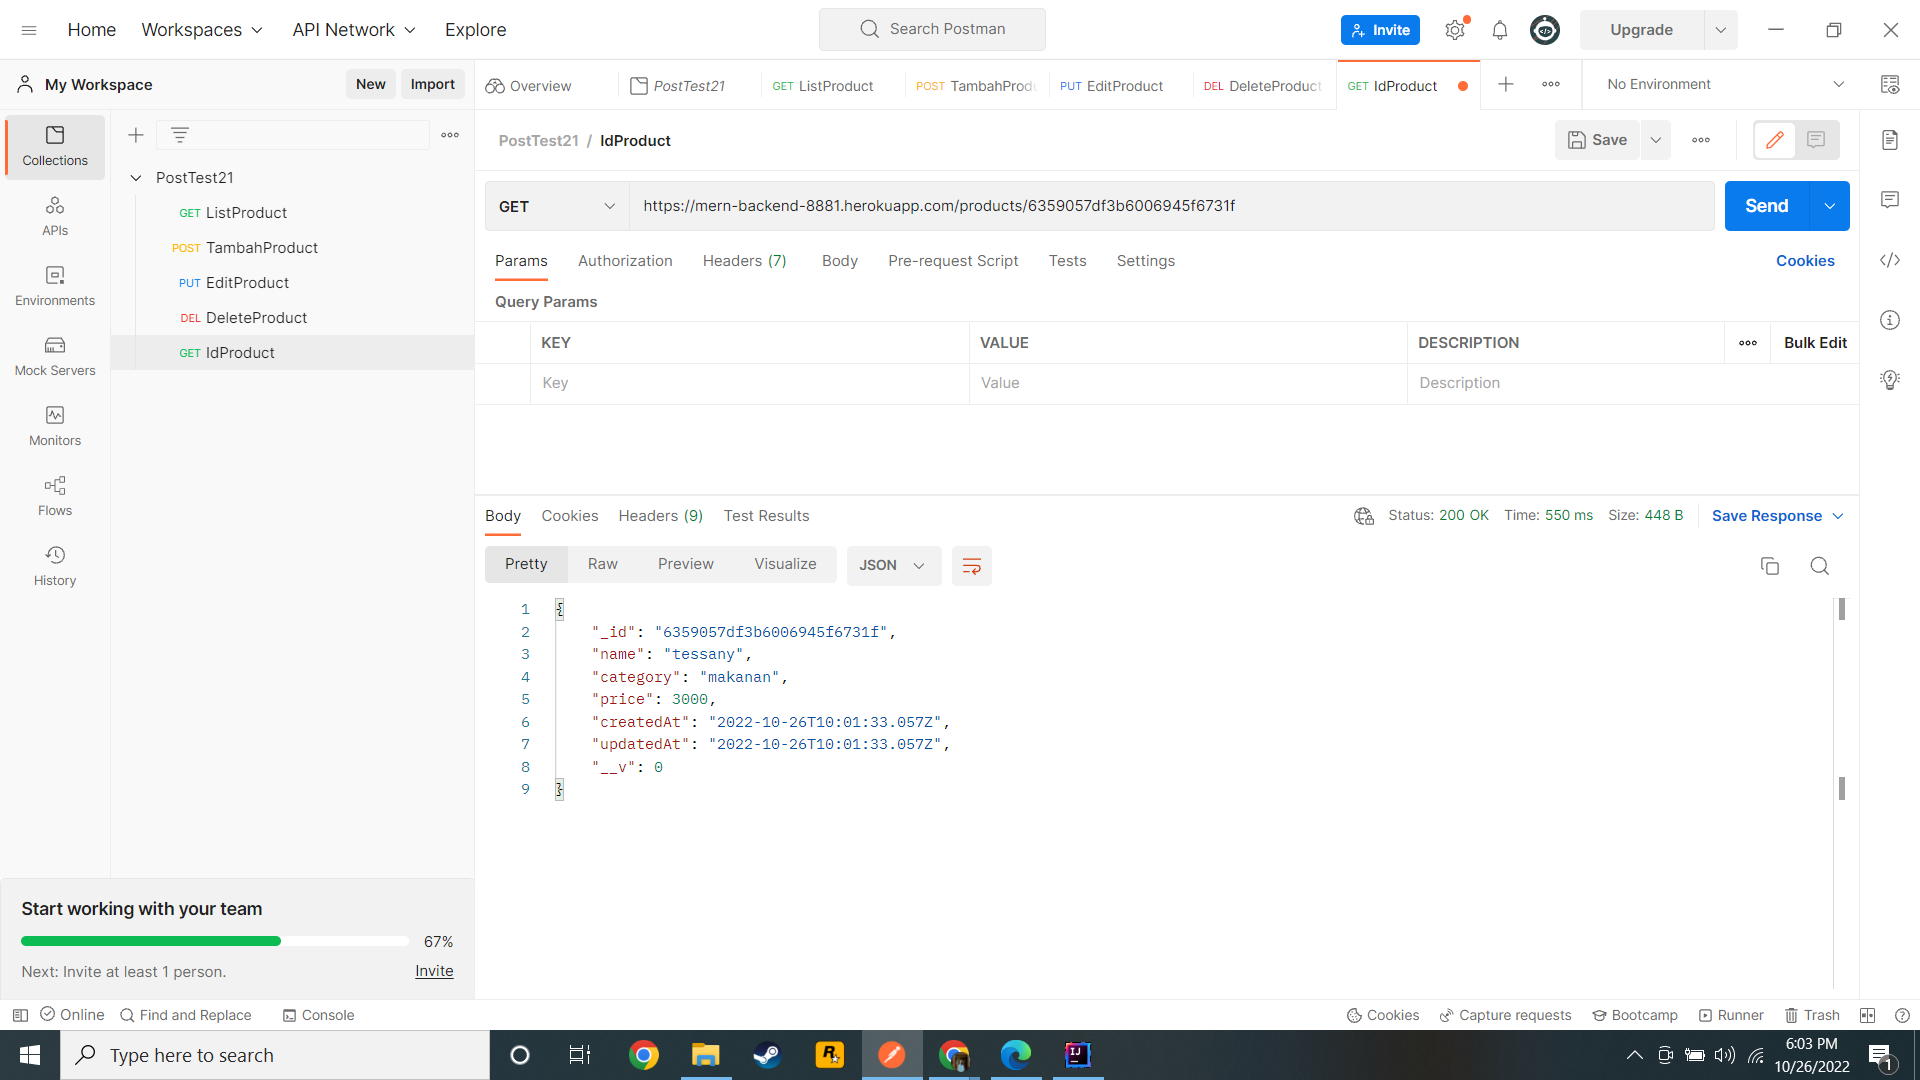 Home
Workspaces
API Network
Explore
Search Postman
Invite
Upgrade
My Workspace
New
Import
Overview
PostTest21
GET ListProduct
POST TambahProdu
PUT EditProduct
DEL DeleteProduct
GET IdProduct
No Environment
Collections
APIs
Environments
Mock Servers
Monitors
Flows
History
PostTest21
GET ListProduct
POST TambahProduct
PUT EditProduct
DEL DeleteProduct
GET IdProduct
PostTest21 / IdProduct
Save
GET
https://mern-backend-8881.herokuapp.com/products/6359057df3b6006945f6731f
Send
Params
Authorization
Headers (7)
Body
Pre-request Script
Tests
Settings
Cookies
Query Params
KEY
VALUE
DESCRIPTION
Bulk Edit
Key
Value
Description
Body
Cookies
Headers (9)
Test Results
Status: 200 OK
Time: 550 ms
Size: 448 B
Save Response
Pretty
Raw
Preview
Visualize
JSON
1 {
2 "_id": "6359057df3b6006945f6731f",
3 "name": "tessany",
4 "category": "makanan",
5 "price": 3000,
6 "createdAt": "2022-10-26T10:01:33.057Z",
7 "updatedAt": "2022-10-26T10:01:33.057Z",
8 "__v": 0
9 }
Start working with your team
67%
Next: Invite at least 1 person.
Invite
Online
Find and Replace
Console
Cookies
Capture requests
Bootcamp
Runner
Trash
Type here to search
6:03 PM
10/26/2022
1